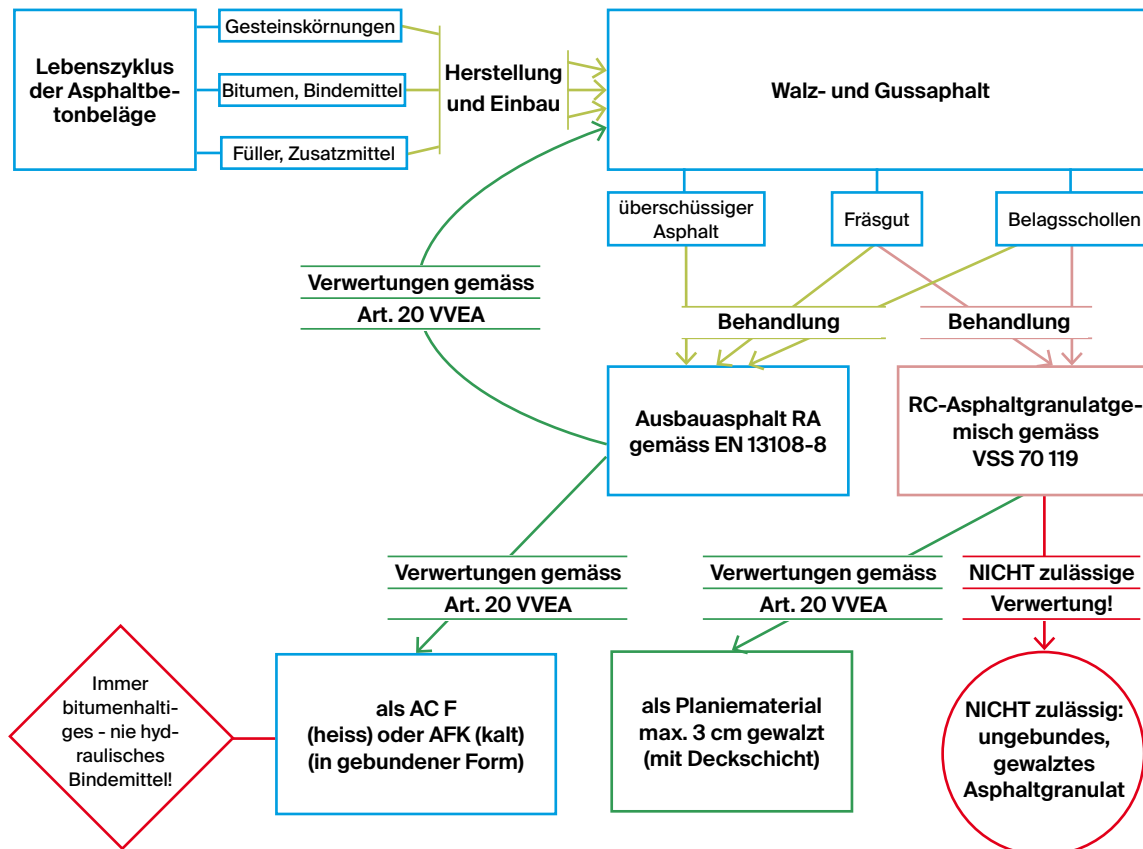 Lebenszyklus
der Asphaltbe-
tonbeläge
Gesteinskörnungen
Bitumen, Bindemittel
Füller, Zusatzmittel
Herstellung
und Einbau
Walz- und Gussaphalt
überschüssiger
Asphalt
Fräsgut
Belagsschollen
Verwertungen gemäss
Art. 20 VVEA
Behandlung
Behandlung
Ausbauasphalt RA
gemäss EN 13108-8
RC-Asphaltgranulatge-
misch gemäss
VSS 70 119
Verwertungen gemäss
Art. 20 VVEA
Verwertungen gemäss
Art. 20 VVEA
NICHT zulässige
Verwertung!
Immer
bitumenhalti-
ges - nie hyd-
raulisches
Bindemittel!
als AC F
(heiss) oder AFK (kalt)
(in gebundener Form)
als Planiematerial
max. 3 cm gewalzt
(mit Deckschicht)
NICHT zulässig:
ungebundes,
gewalztes
Asphaltgranulat